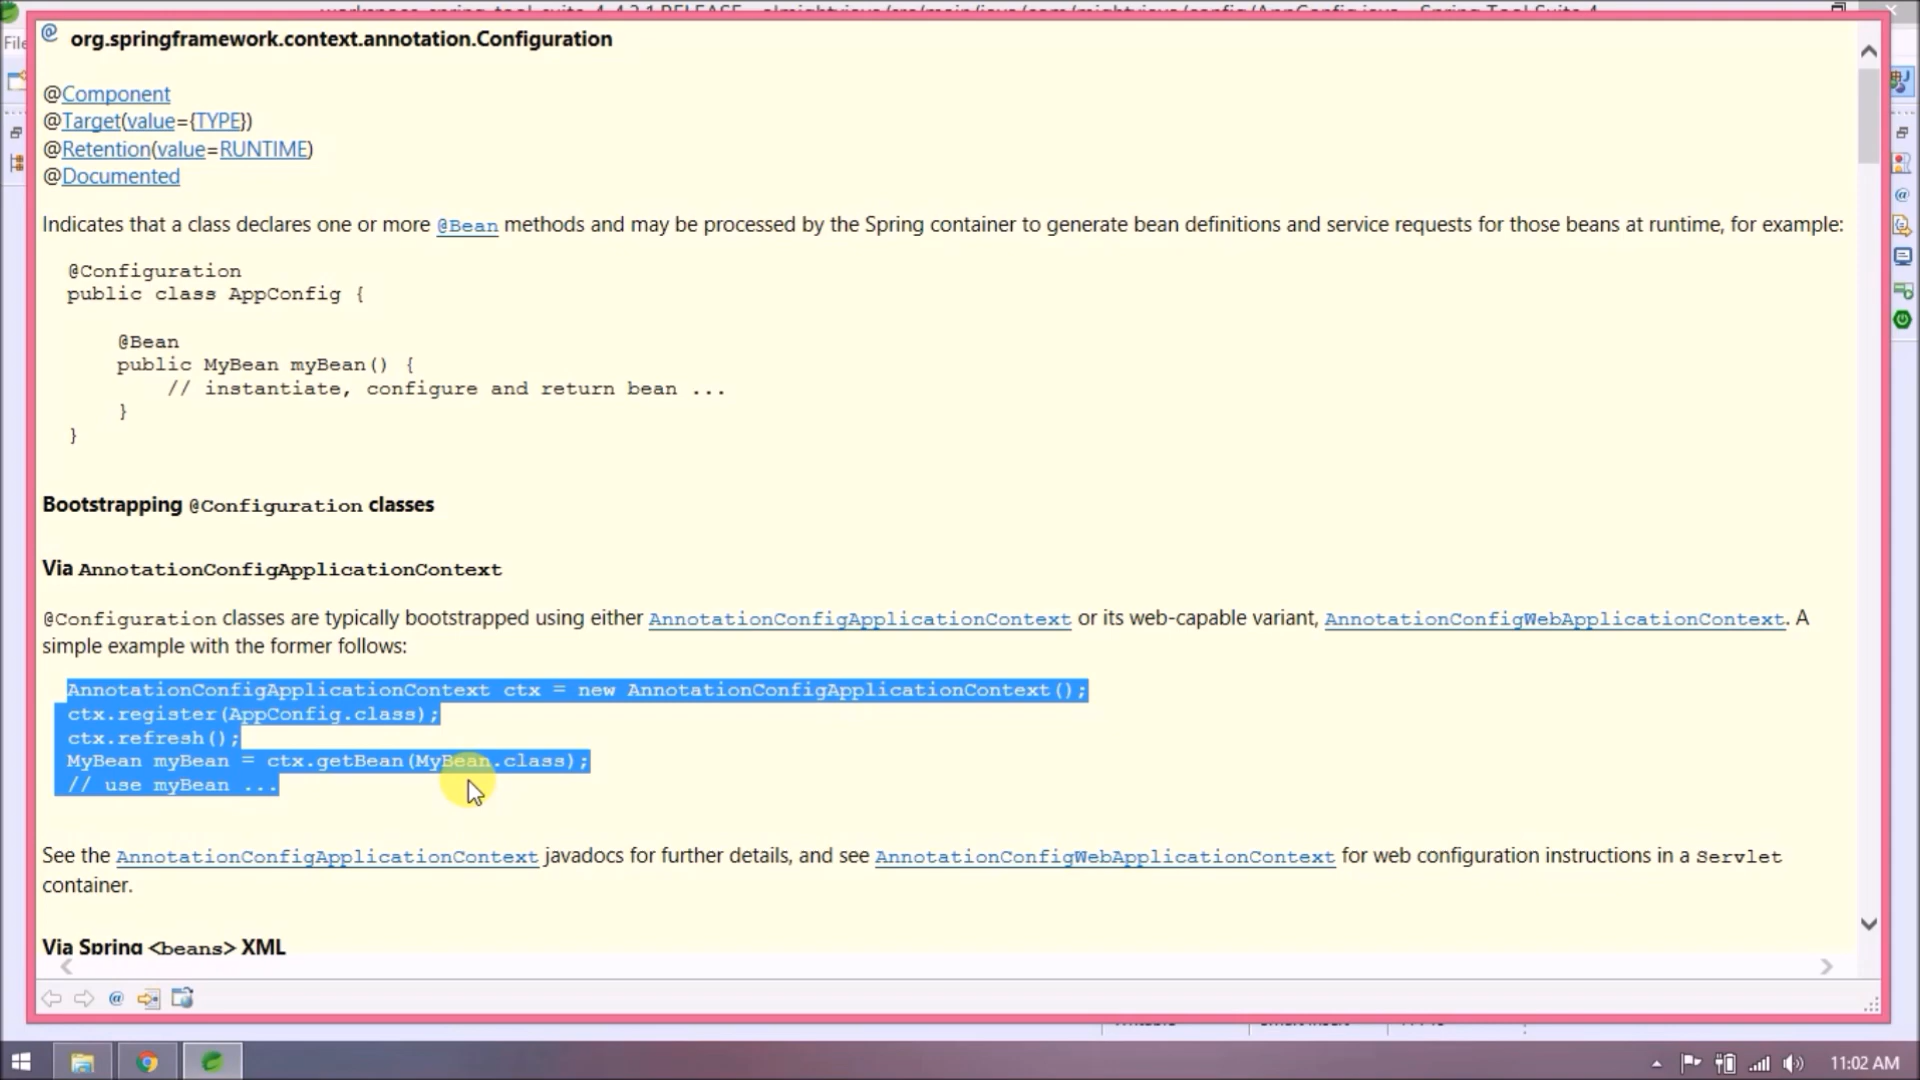 File
org.springframework.context.annotation.Configuration
@Component
@Target(value={TYPE})
@Retention(value=RUNTIME)
@Documented
Indicates that a class declares one or more @Bean methods and may be processed by the Spring container to generate bean definitions and service requests for those beans at runtime, for example:
@Configuration
public class AppConfig {
@Bean
public MyBean myBean() {
// instantiate, configure and return bean ...
}
}
Bootstrapping @Configuration classes
Via AnnotationConfigApplicationContext
@Configuration classes are typically bootstrapped using either AnnotationConfigApplicationContext or its web-capable variant, AnnotationConfigWebApplicationContext. A
simple example with the former follows:
AnnotationConfigApplicationContext ctx = new AnnotationConfigApplicationContext();
ctx.register(AppConfig.class);
ctx.refresh();
MyBean myBean = ctx.getBean(MyBean.class);
// use myBean ...
See the AnnotationConfigApplicationContext javadocs for further details, and see AnnotationConfigWebApplicationContext for web configuration instructions in a Servlet
container.
Via Spring <beans> XML
11:02 AM